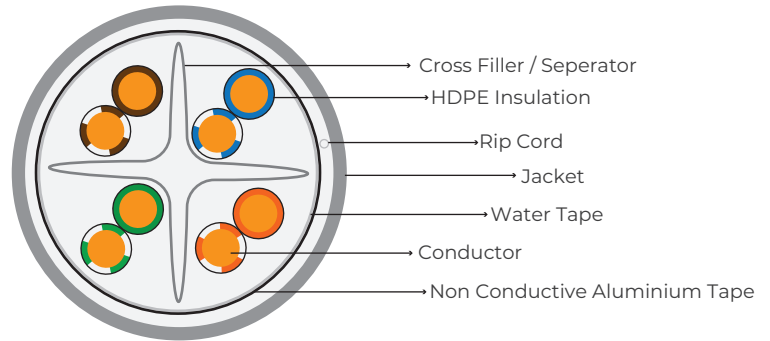 Cross Filler / Seperator
HDPE Insulation
Rip Cord
Jacket
Water Tape
Conductor
Non Conductive Aluminium Tape